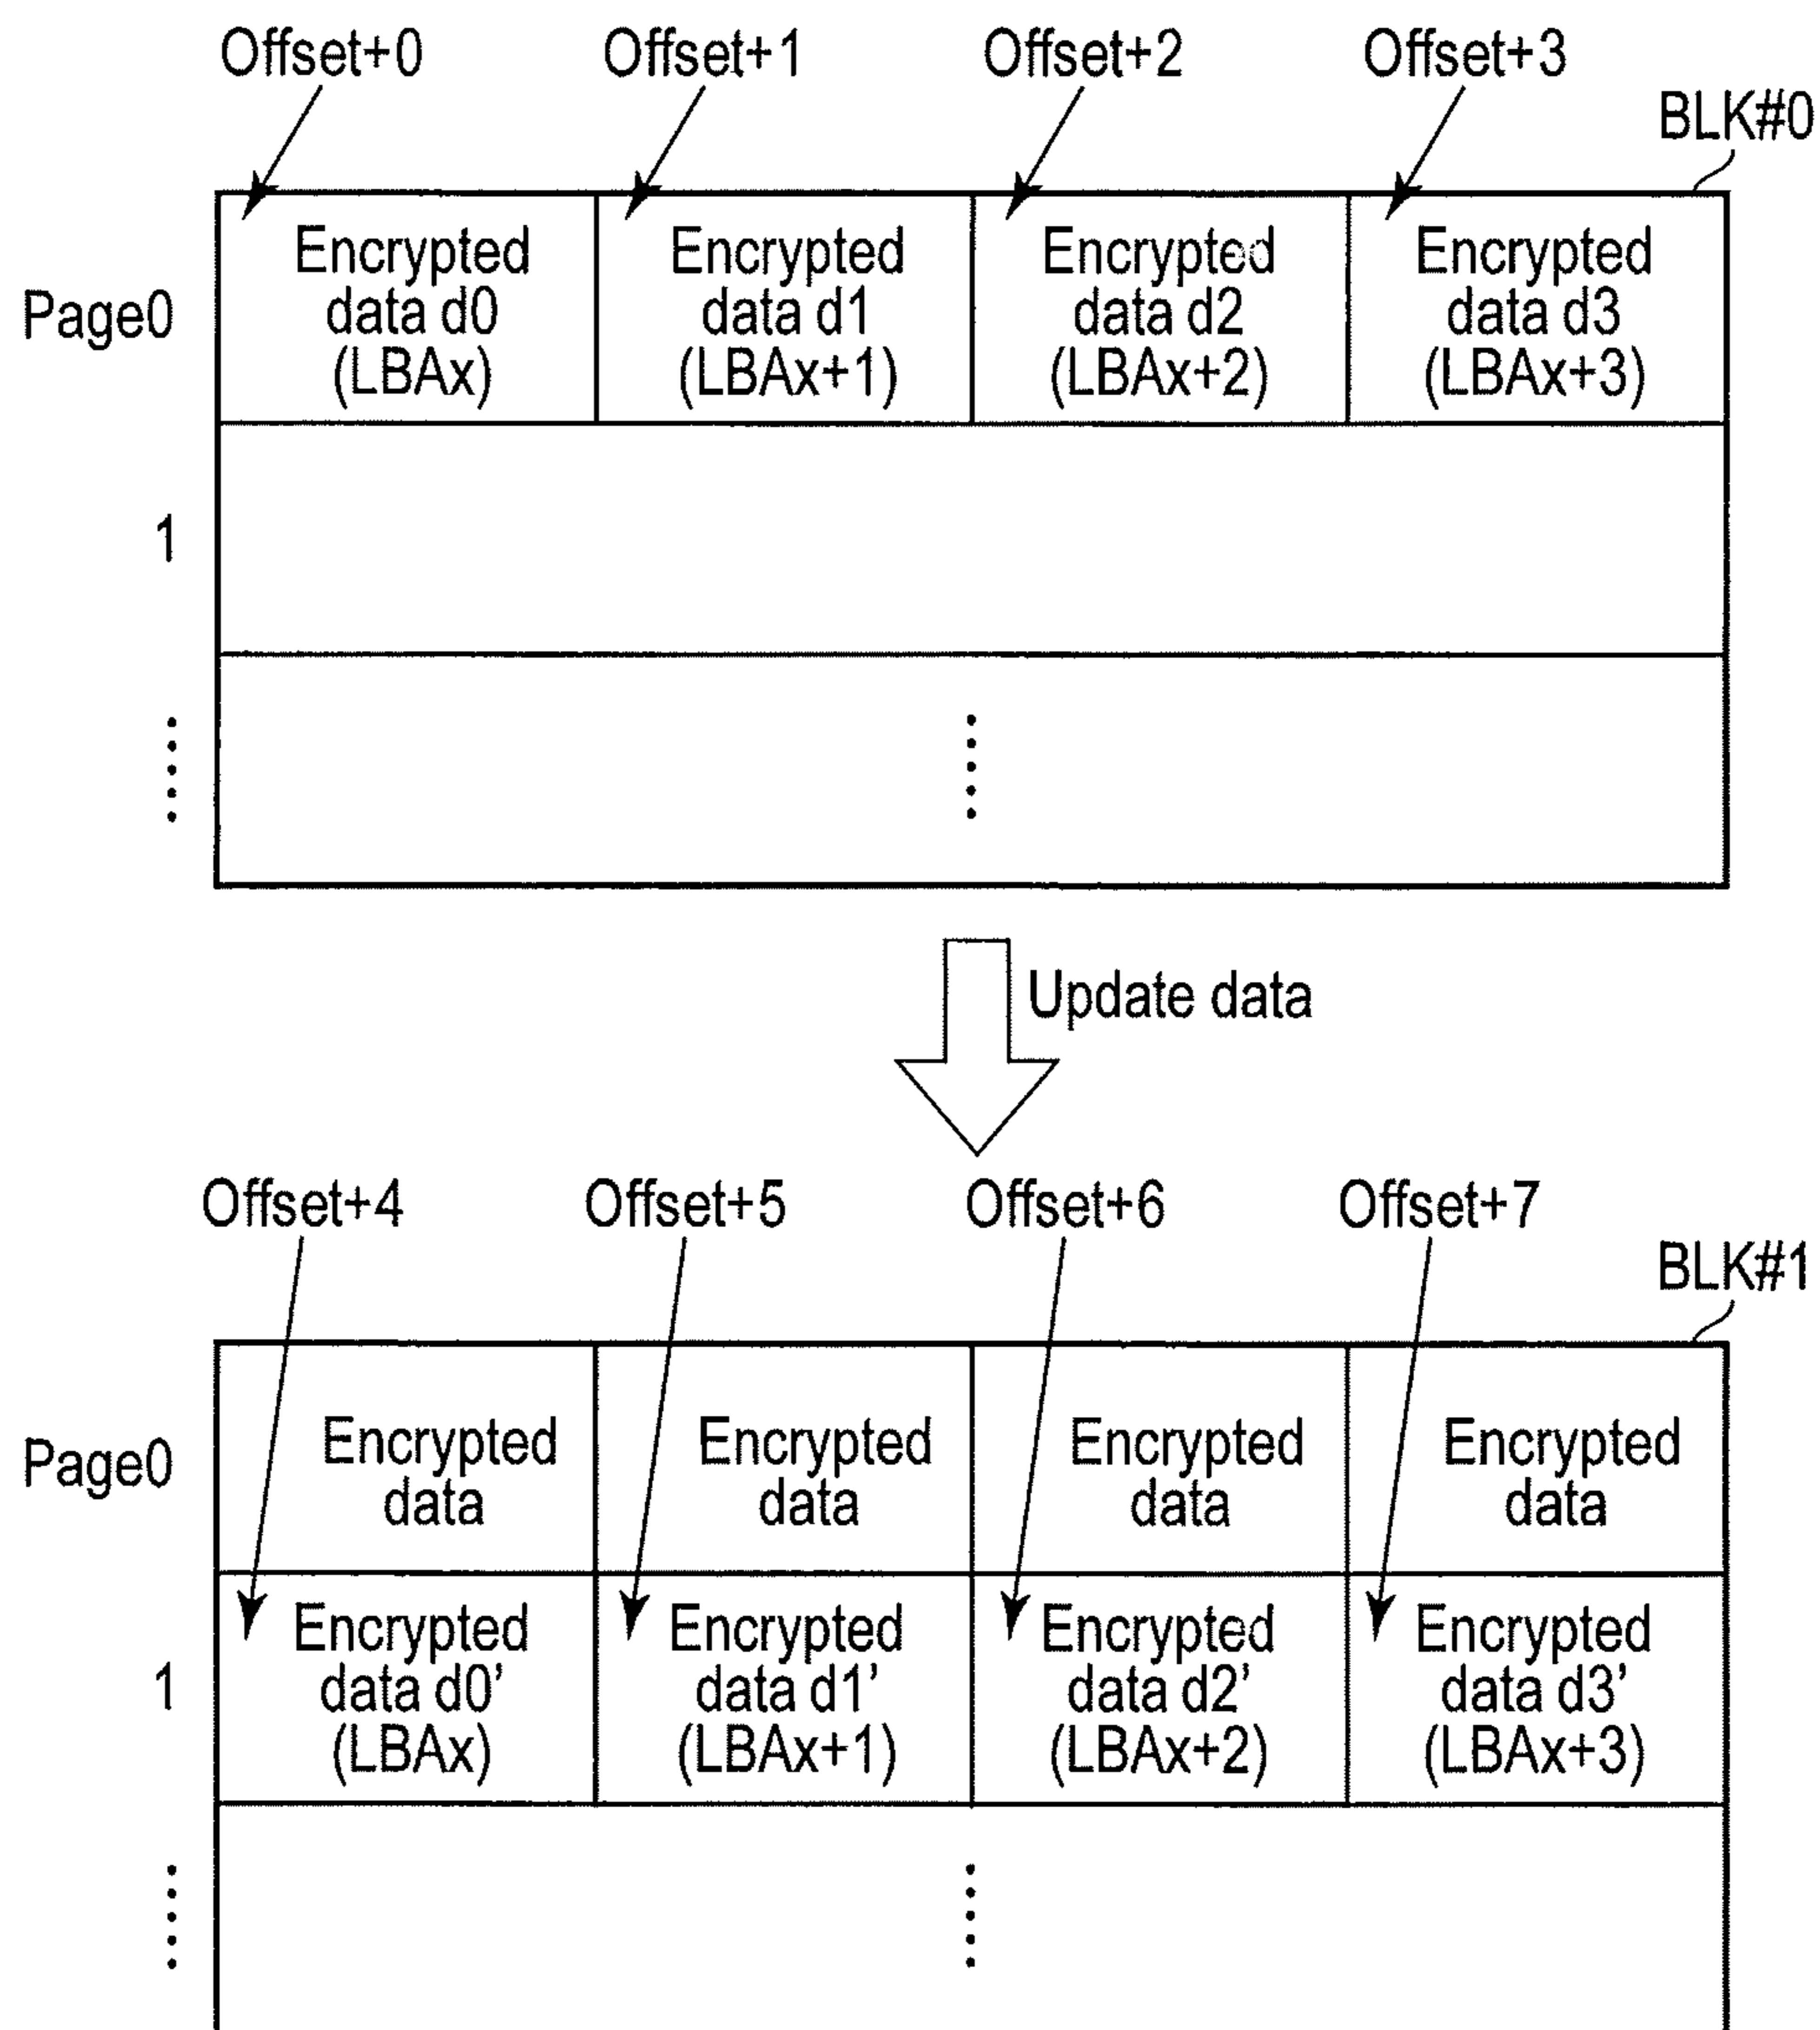 Offset+0 Offset+1 Offset+2 Offset+3
BLK#0
Page0
Encrypted data d0 (LBAx)
Encrypted data d1 (LBAx+1)
Encrypted data d2 (LBAx+2)
Encrypted data d3 (LBAx+3)
1
Update data
Offset+4 Offset+5 Offset+6 Offset+7
BLK#1
Page0
Encrypted data
Encrypted data
Encrypted data
Encrypted data
1
Encrypted data d0' (LBAx)
Encrypted data d1' (LBAx+1)
Encrypted data d2' (LBAx+2)
Encrypted data d3' (LBAx+3)